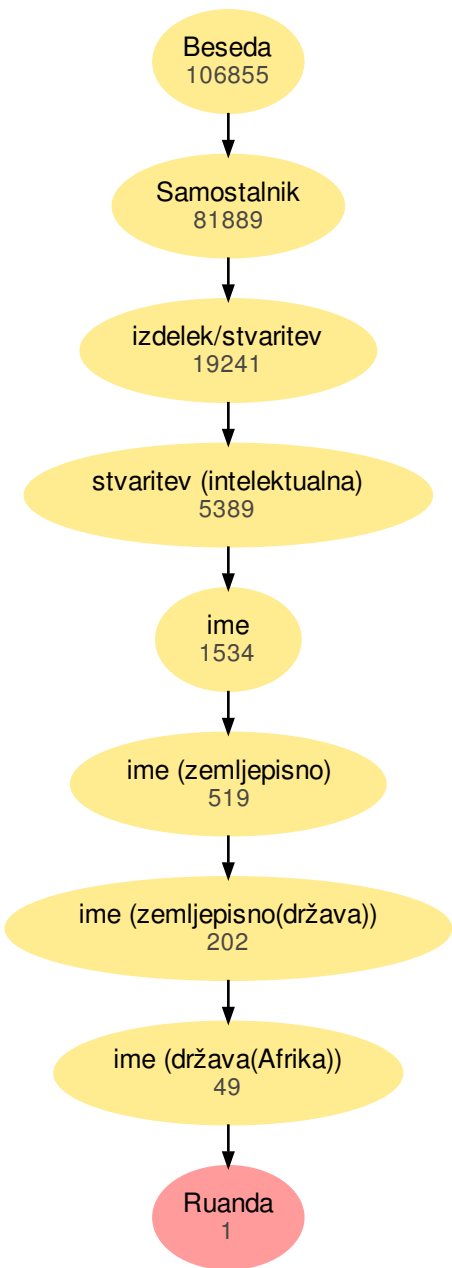 Beseda
106855
Samostalnik
81889
izdelek/stvaritev
19241
stvaritev (intelektualna)
5389
ime
1534
ime (zemljepisno)
519
ime (zemljepisno(država))
202
ime (država(Afrika))
49
Ruanda
1